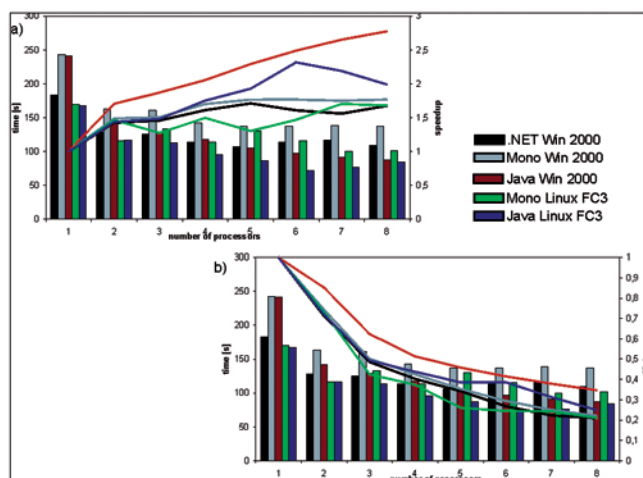 a)
300
250
200
150
100
50
0
time [s]
3
2,5
2
1,5
1
0,5
0
speedup
1 2 3 4 5 6 7 8
number of processors
.NET Win 2000
Mono Win 2000
Java Win 2000
Mono Linux FC3
Java Linux FC3
b)
300
250
200
150
100
50
0
time [s]
1
0,9
0,8
0,7
0,6
0,5
0,4
0,3
0,2
0,1
0
1 2 3 4 5 6 7 8
number of processors